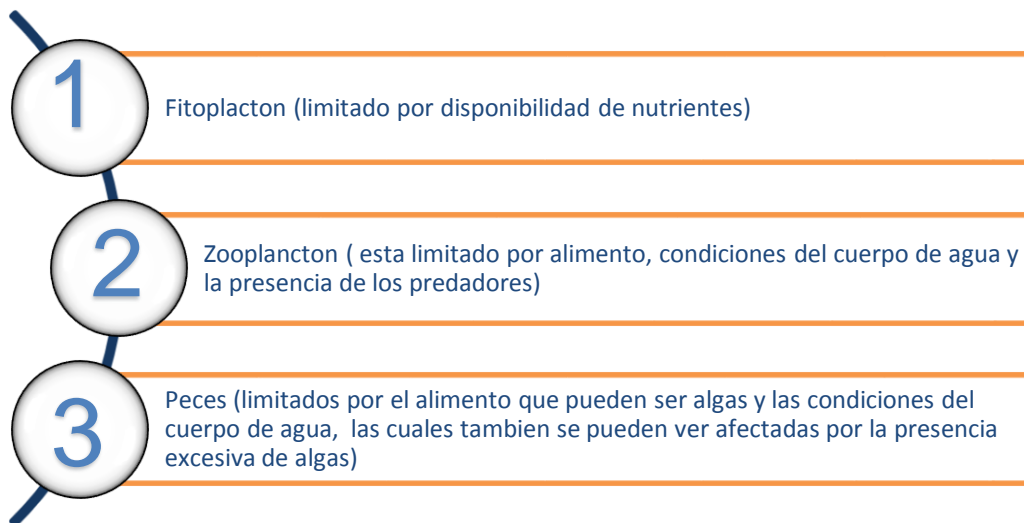 1
Fitoplacton (limitado por disponibilidad de nutrientes)
2
Zooplancton ( esta limitado por alimento, condiciones del cuerpo de agua y
la presencia de los predadores)
3
Peces (limitados por el alimento que pueden ser algas y las condiciones del
cuerpo de agua, las cuales tambien se pueden ver afectadas por la presencia
excesiva de algas)